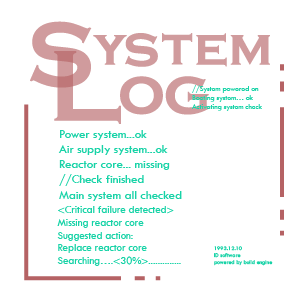 SYSTEM
LOG
//System powered on
Booting system.... ok
Activating system check
Power system...ok
Air supply system...ok
Reactor core... missing
//Check finished
Main system all checked
<Critical failure detected>
Missing reactor core
Suggested action:
Replace reactor core
Searching....<30%>...............
1993.12.10
ID software
powered by build engine